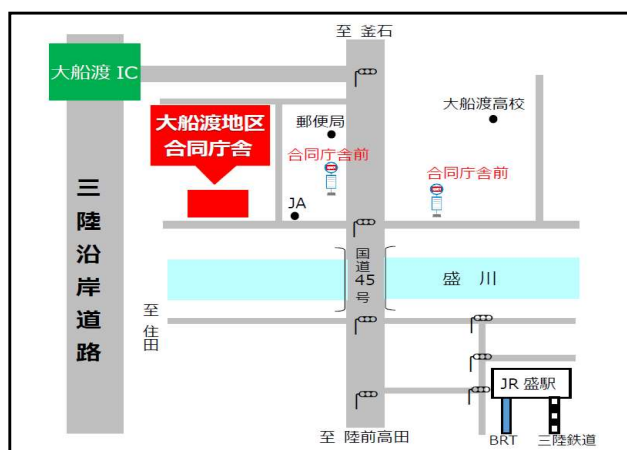 至 釜石
大船渡 IC
大船渡高校
大船渡地区
合同庁舎
郵便局
合同庁舎前
合同庁舎前
JA
三陸沿岸道路
国道45号
盛 川
至 住田
JR 盛駅
至 陸前高田
BRT
三陸鉄道